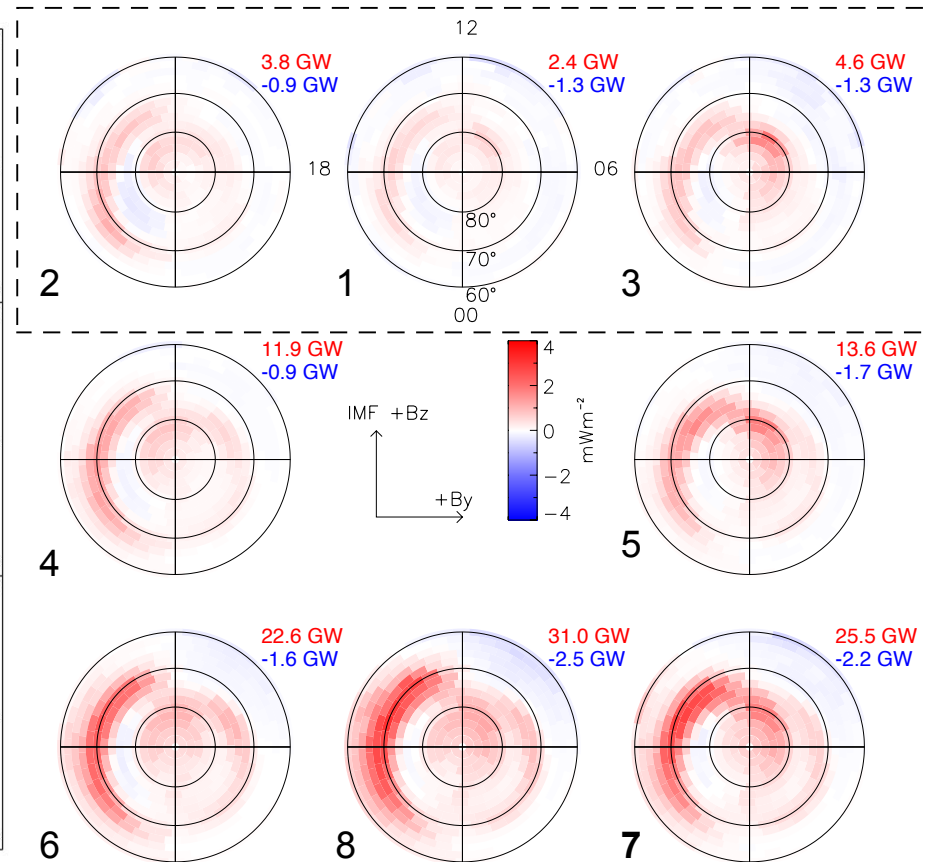 12
3.8 GW
-0.9 GW
2.4 GW
-1.3 GW
4.6 GW
-1.3 GW
18
06
80°
70°
60°
00
2
1
3
11.9 GW
-0.9 GW
13.6 GW
-1.7 GW
IMF +Bz
+By
4
2
0
−2
−4
mWm⁻²
4
5
22.6 GW
-1.6 GW
31.0 GW
-2.5 GW
25.5 GW
-2.2 GW
6
8
7